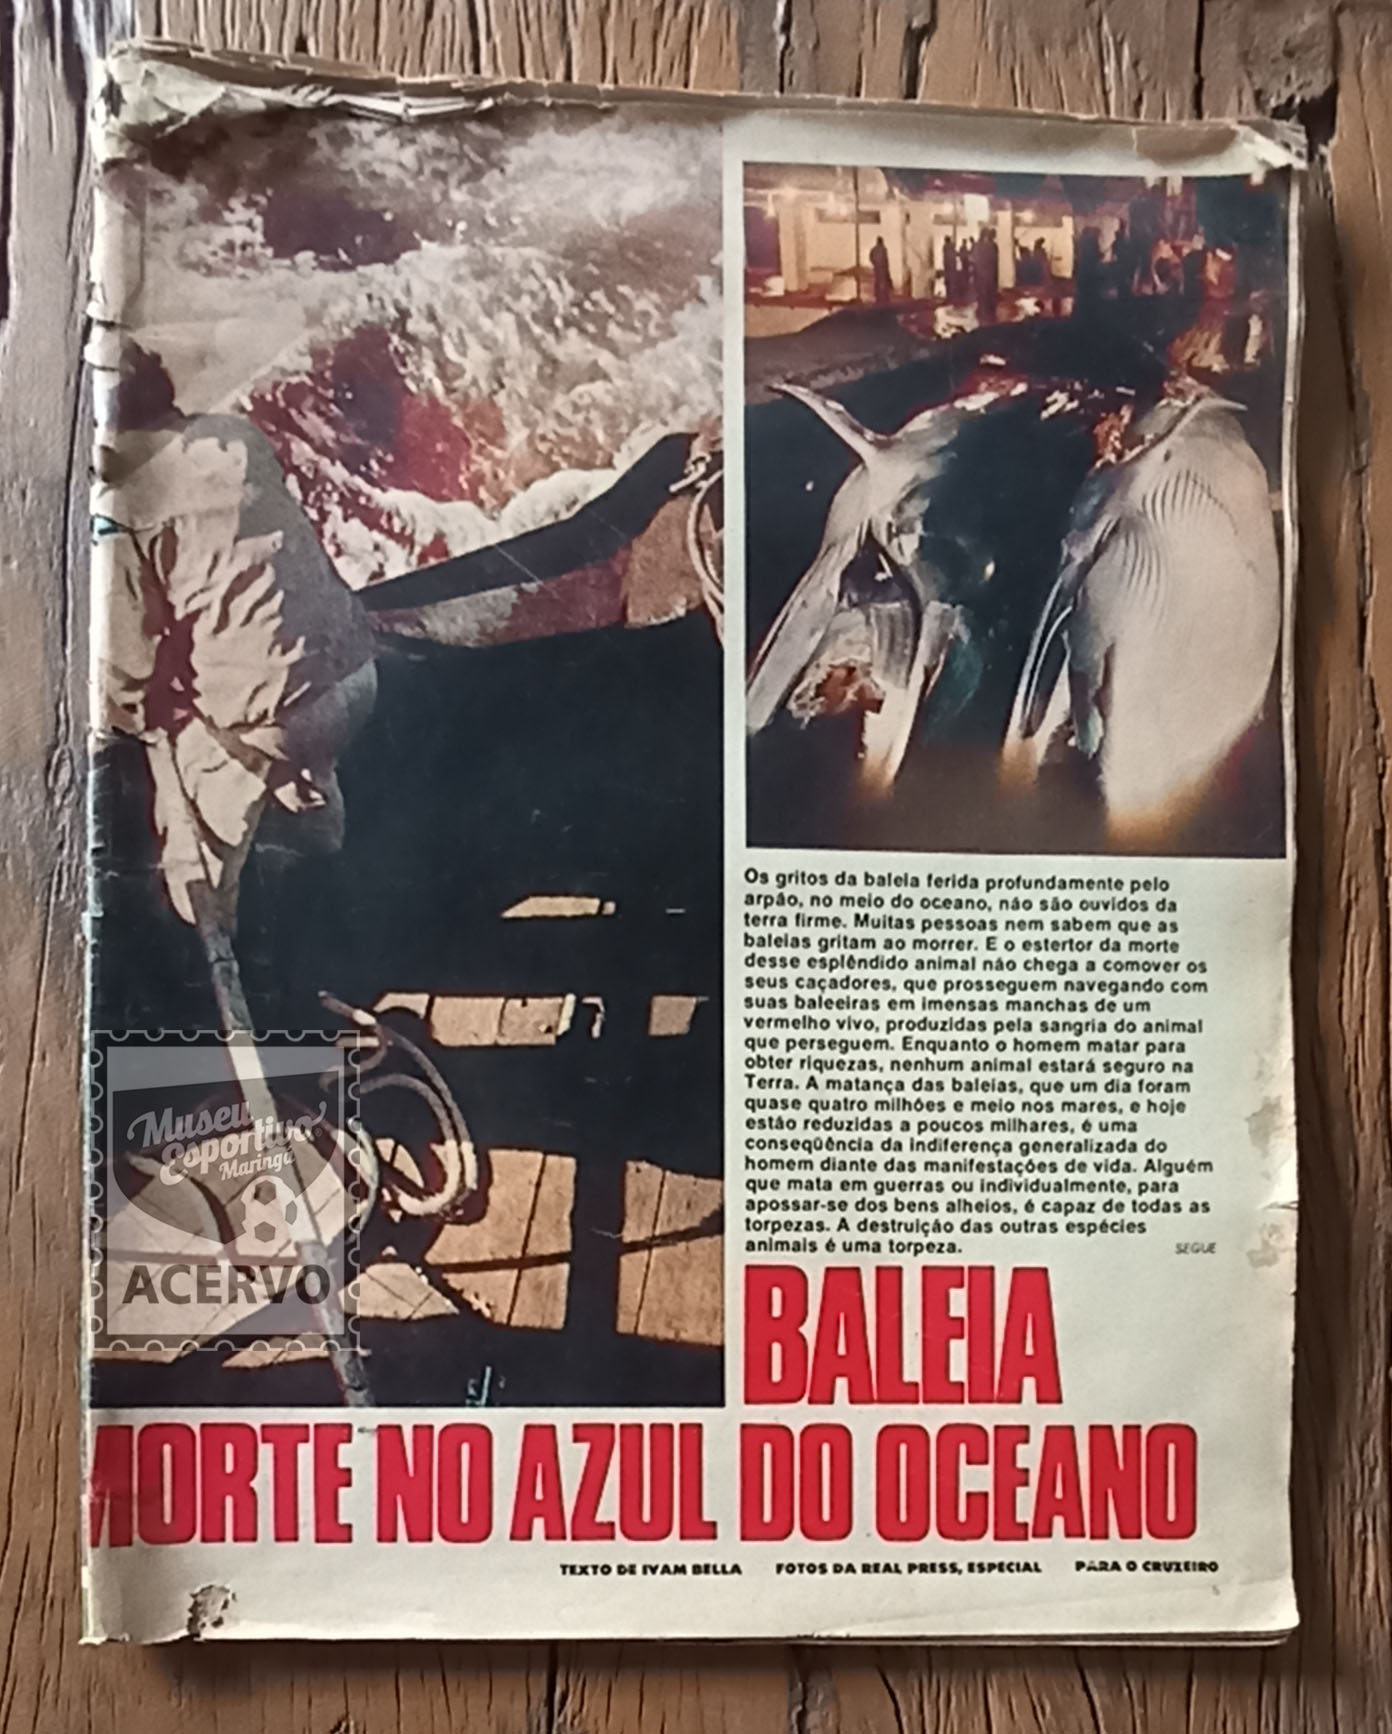 Os gritos da baleia ferida profundamente pelo
arpão, no meio do oceano, não são ouvidos da
terra firme. Muitas pessoas nem sabem que as
baleias gritam ao morrer. E o estertor da morte
desse esplêndido animal não chega a comover os
seus caçadores, que prosseguem navegando com
suas baleeiras em imensas manchas de um
vermelho vivo, produzidas pela sangria do animal
que perseguem. Enquanto o homem matar para
obter riquezas, nenhum animal estará seguro na
Terra. A matança das baleias, que um dia foram
quase quatro milhões e meio nos mares, e hoje
estão reduzidas a poucos milhares, é uma
conseqüência da indiferença generalizada do
homem diante das manifestações de vida. Alguém
que mata em guerras ou individualmente, para
apossar-se dos bens alheios, é capaz de todas as
torpezas. A destruição das outras espécies
animais é uma torpeza.
SEGUE
BALEIA
MORTE NO AZUL DO OCEANO
TEXTO DE IVAM BELLA FOTOS DA REAL PRESS, ESPECIAL PARA O CRUZEIRO
Museu
Esportivo
Maringá
ACERVO